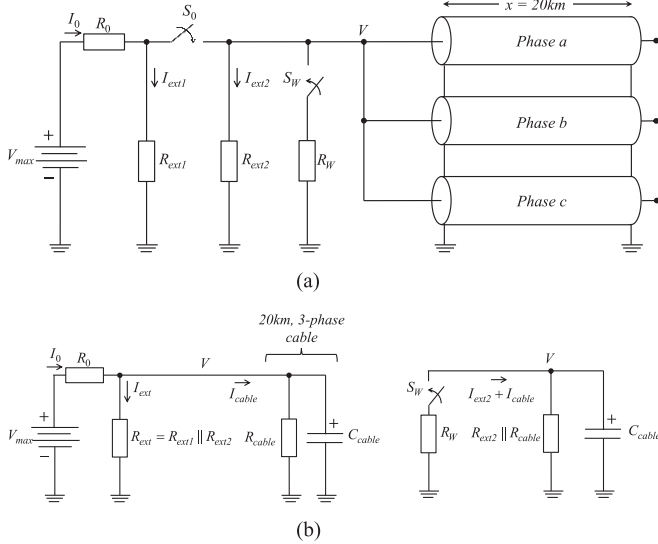 x = 20km
I0 R0 S0 V Phase a
Iext1 Iext2 SW
+ Vmax − Rext1 Rext2 RW Phase b
Phase c
(a)
20km, 3-phase
cable
I0 R0 V
Iext Icable
+ Vmax − Rext = Rext1 || Rext2 Rcable + Ccable
V
SW Iext2 + Icable
RW Rext2 || Rcable + Ccable
(b)